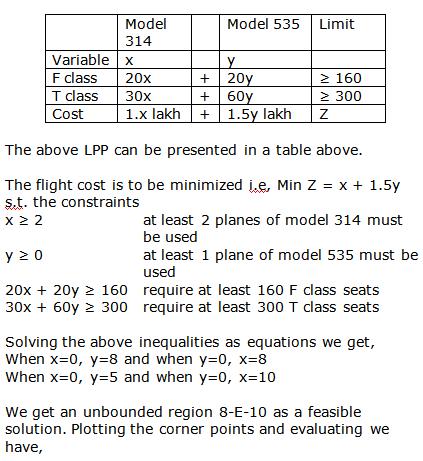 Model 314 Model 535 Limit
Variable x y
F class 20x + 20y ≥ 160
T class 30x + 60y ≥ 300
Cost 1.x lakh + 1.5y lakh Z
The above LPP can be presented in a table above.
The flight cost is to be minimized i.e, Min Z = x + 1.5y
s.t. the constraints
x ≥ 2 at least 2 planes of model 314 must
be used
y ≥ 0 at least 1 plane of model 535 must be
used
20x + 20y ≥ 160 require at least 160 F class seats
30x + 60y ≥ 300 require at least 300 T class seats
Solving the above inequalities as equations we get,
When x=0, y=8 and when y=0, x=8
When x=0, y=5 and when y=0, x=10
We get an unbounded region 8-E-10 as a feasible
solution. Plotting the corner points and evaluating we
have,